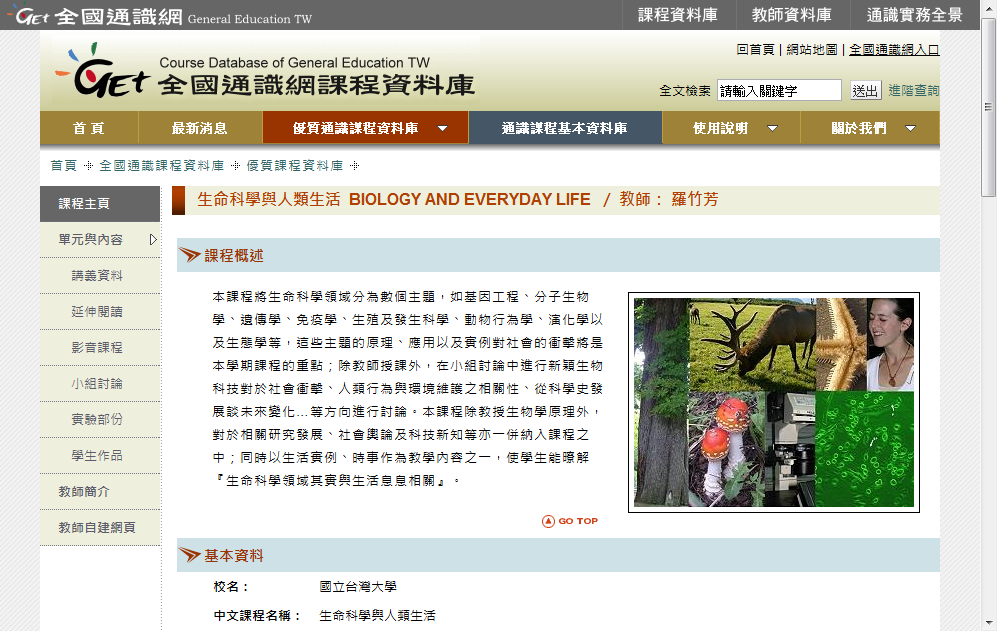 Get 全國通識網 General Education TW
課程資料庫 教師資料庫 通識實務全景
回首頁 | 網站地圖 | 全國通識網入口
Get Course Database of General Education TW
全國通識網課程資料庫
全文檢索 請輸入關鍵字 送出 進階查詢
首 頁 最新消息 優質通識課程資料庫 通識課程基本資料庫 使用說明 關於我們
首頁 全國通識課程資料庫 優質課程資料庫
課程主頁
單元與內容
講義資料
延伸閱讀
影音課程
小組討論
實驗部份
學生作品
教師簡介
教師自建網頁
生命科學與人類生活 BIOLOGY AND EVERYDAY LIFE / 教師： 羅竹芳
課程概述
本課程將生命科學領域分為數個主題，如基因工程、分子生物
學、遺傳學、免疫學、生殖及發生科學、動物行為學、演化學以
及生態學等，這些主題的原理、應用以及實例對社會的衝擊將是
本學期課程的重點；除教師授課外，在小組討論中進行新穎生物
科技對於社會衝擊、人類行為與環境維護之相關性、從科學史發
展談未來變化...等方向進行討論。本課程除教授生物學原理外，
對於相關研究發展、社會輿論及科技新知等亦一併納入課程之
中；同時以生活實例、時事作為教學內容之一，使學生能暸解
『生命科學領域其實與生活息息相關』。
GO TOP
基本資料
校名： 國立台灣大學
中文課程名稱： 生命科學與人類生活